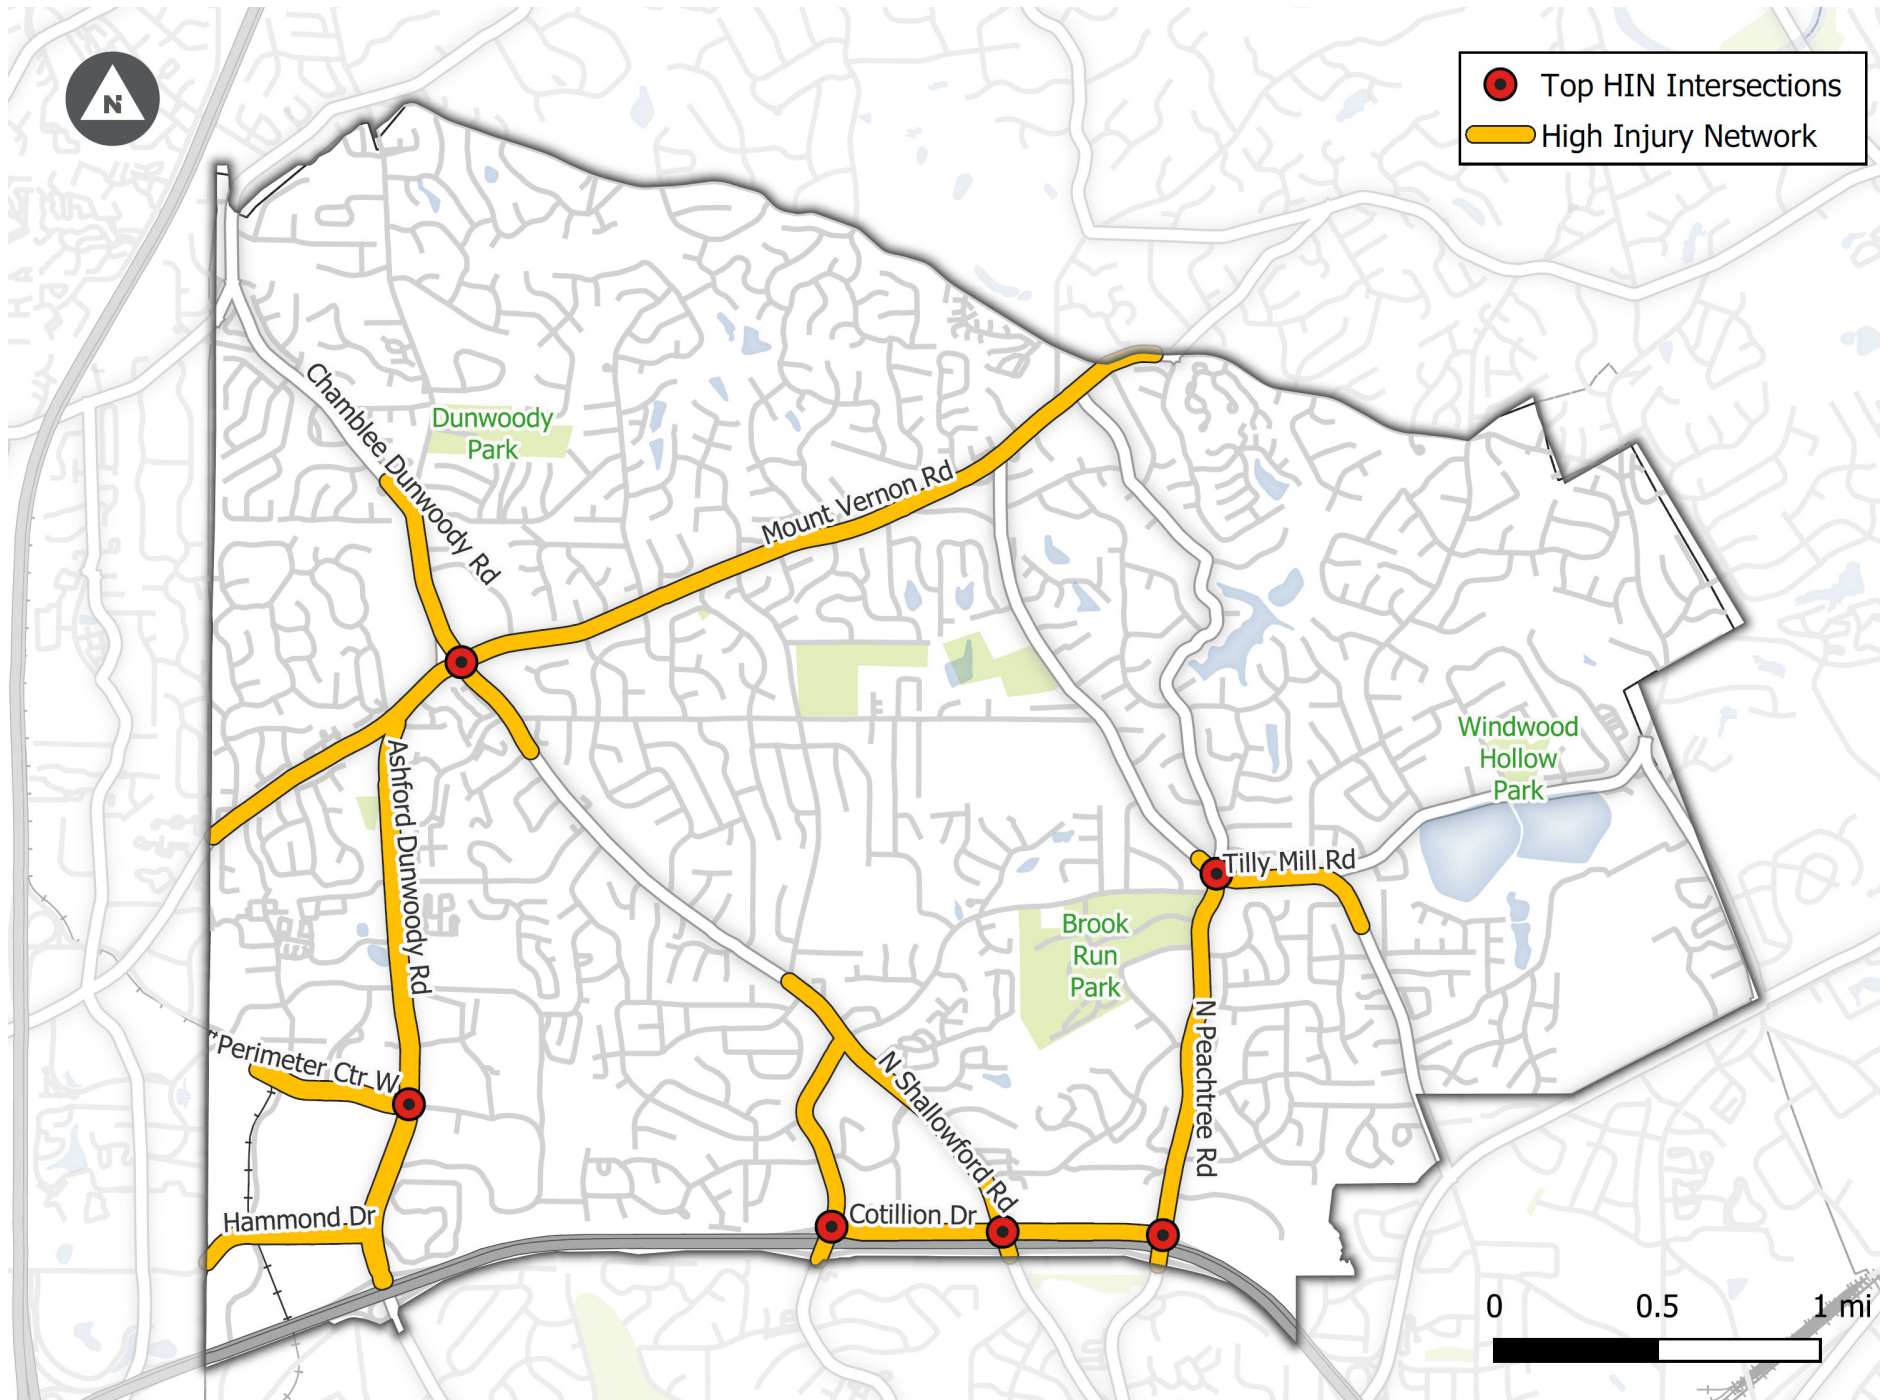 N
Top HIN Intersections
High Injury Network
Chamblee Dunwoody Rd
Dunwoody
Park
Mount Vernon Rd
Ashford Dunwoody Rd
Windwood
Hollow
Park
Tilly Mill Rd
Brook
Run
Park
N Peachtree Rd
Perimeter Ctr W
N Shallowford Rd
Hammond Dr
Cotillion Dr
0 0.5 1 mi